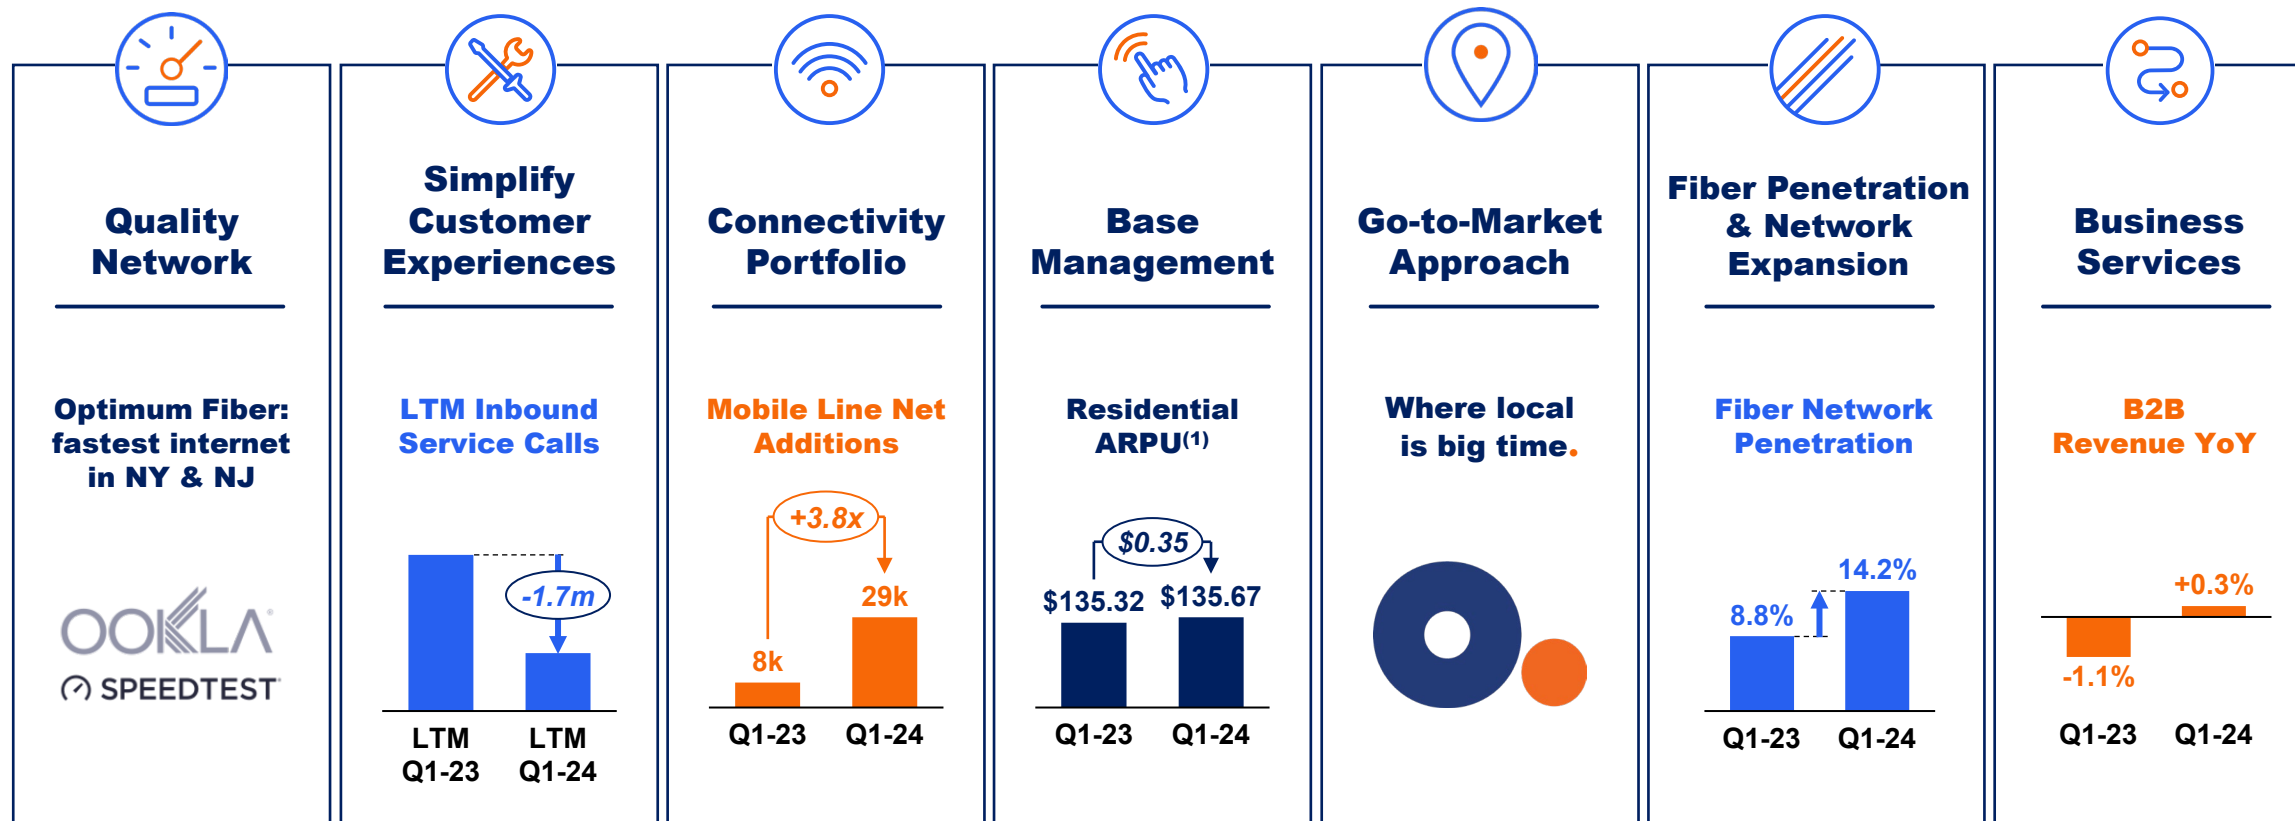 Quality
Network
Optimum Fiber:
fastest internet
in NY & NJ
OOKLA®
SPEEDTEST
Simplify
Customer
Experiences
LTM Inbound
Service Calls
-1.7m
LTM
Q1-23
LTM
Q1-24
Connectivity
Portfolio
Mobile Line Net
Additions
+3.8x
8k
29k
Q1-23
Q1-24
Base
Management
Residential
ARPU(1)
$0.35
$135.32
$135.67
Q1-23
Q1-24
Go-to-Market
Approach
Where local
is big time.
Fiber Penetration
& Network
Expansion
Fiber Network
Penetration
8.8%
14.2%
Q1-23
Q1-24
Business
Services
B2B
Revenue YoY
+0.3%
-1.1%
Q1-23
Q1-24